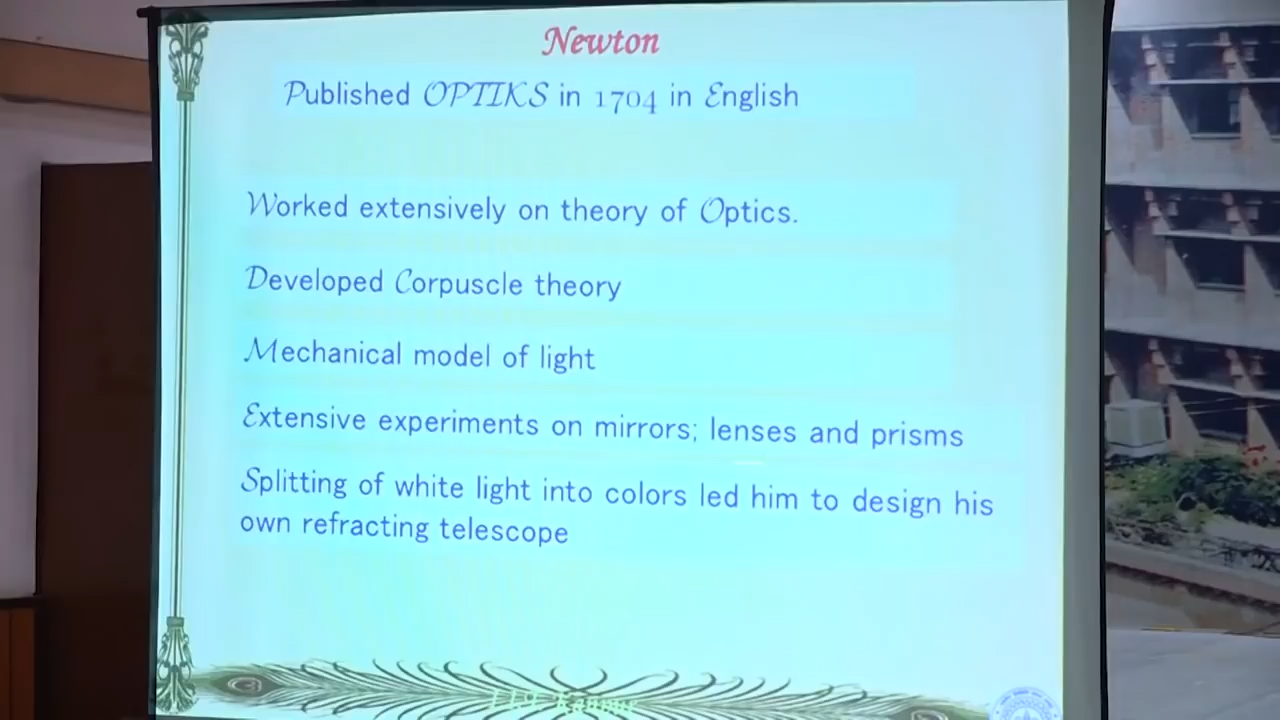 Newton
Published OPTIKS in 1704 in English
Worked extensively on theory of Optics.
Developed Corpuscle theory
Mechanical model of light
Extensive experiments on mirrors; lenses and prisms
Splitting of white light into colors led him to design his
own refracting telescope
I.I.T. Kanpur